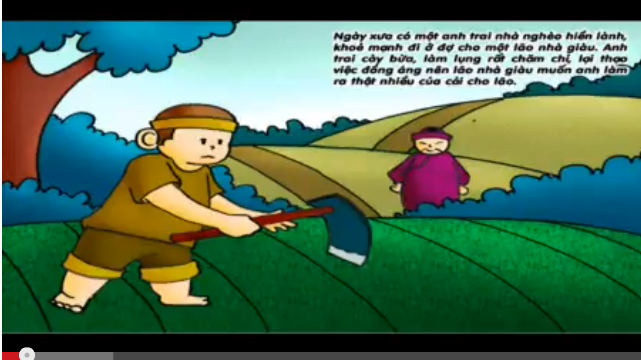 Ngày xưa có một anh trai nhà nghèo hiền lành,
khoẻ mạnh đi ở đợ cho một lão nhà giàu. Anh
trai cày bừa, làm lụng rất chăm chỉ, lại thạo
việc đồng áng nên lão nhà giàu muốn anh làm
ra thật nhiều của cải cho lão.